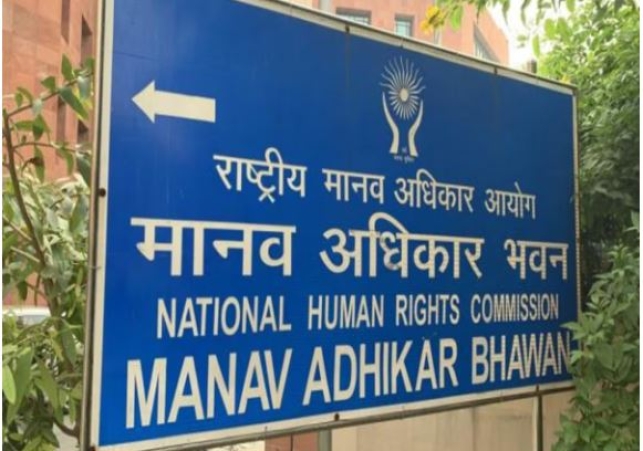 राष्ट्रीय मानव अधिकार आयोग
मानव अधिकार भवन
NATIONAL HUMAN RIGHTS COMMISSION
MANAV ADHIKAR BHAWAN